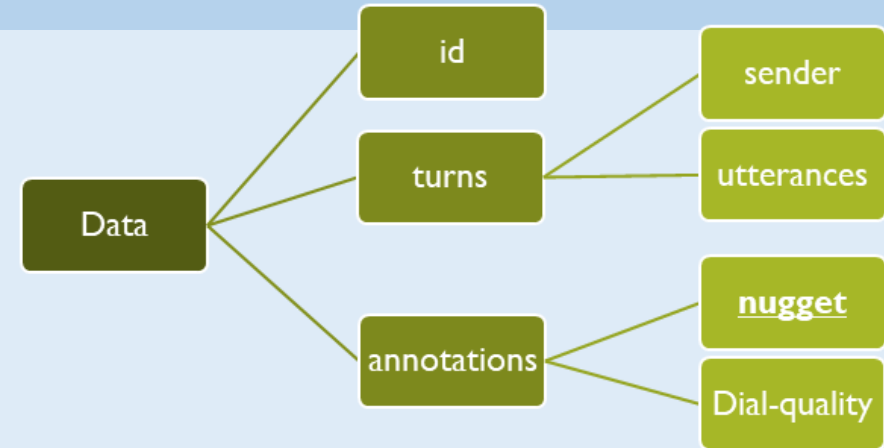 Data
id
turns
annotations
sender
utterances
nugget
Dial-quality